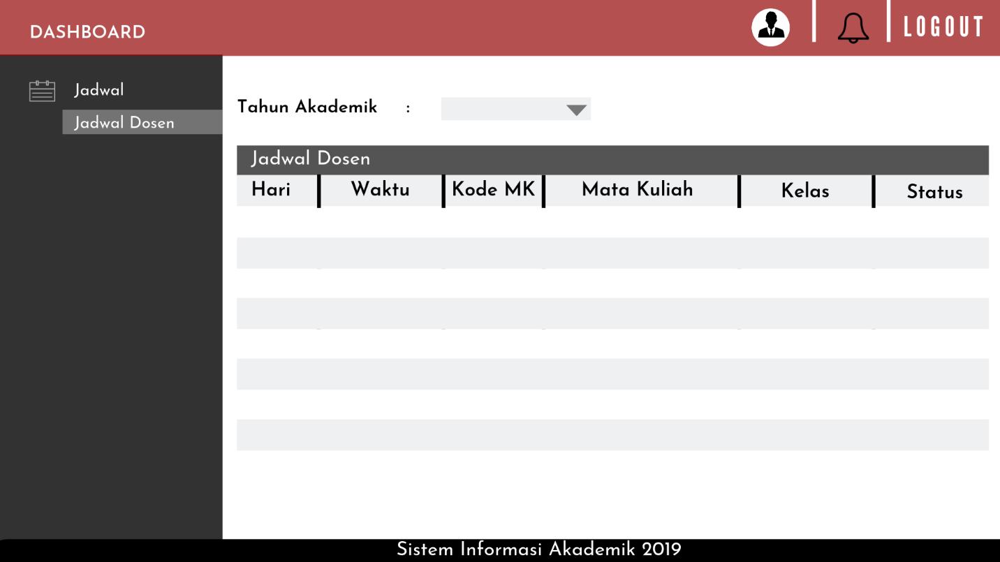 DASHBOARD
LOGOUT
Jadwal
Jadwal Dosen
Tahun Akademik :
Jadwal Dosen
Hari Waktu Kode MK Mata Kuliah Kelas Status
Sistem Informasi Akademik 2019